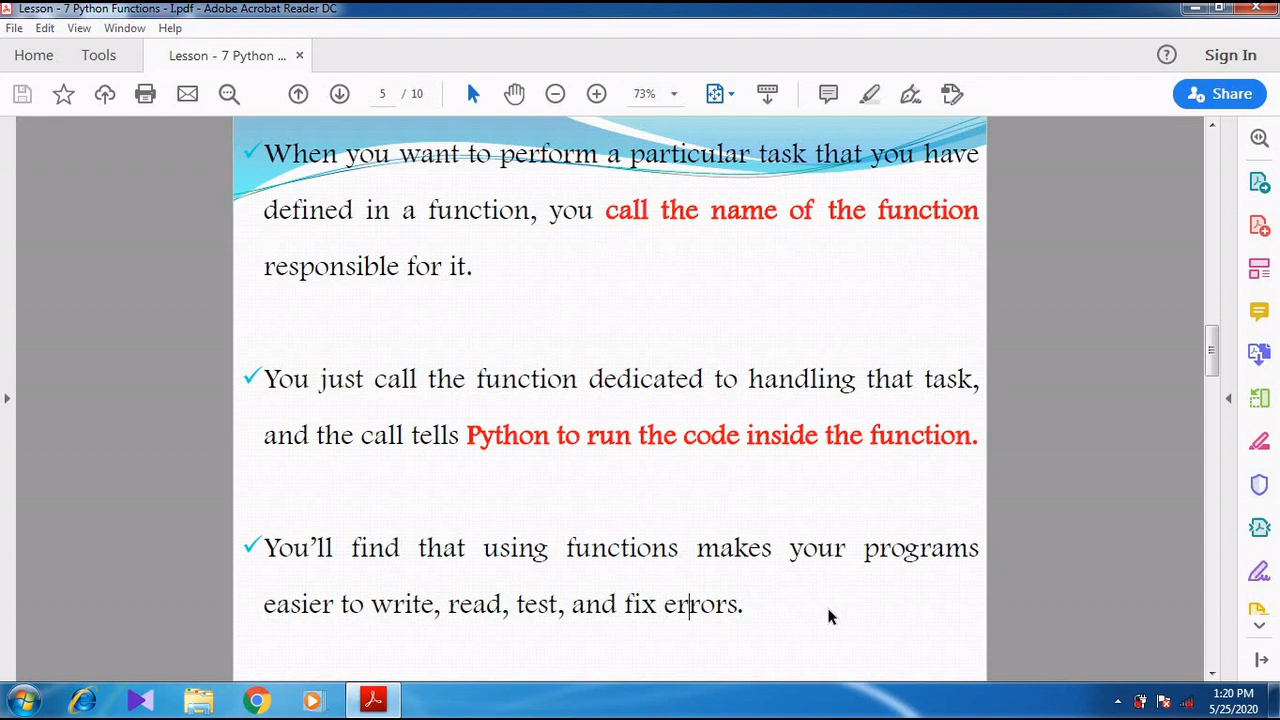 Lesson - 7 Python Functions - I.pdf - Adobe Acrobat Reader DC
File Edit View Window Help
Home Tools Lesson - 7 Python ... × Sign In
5 / 10 73% Share
When you want to perform a particular task that you have
defined in a function, you call the name of the function
responsible for it.
You just call the function dedicated to handling that task,
and the call tells Python to run the code inside the function.
You'll find that using functions makes your programs
easier to write, read, test, and fix errors.
1:20 PM
5/25/2020